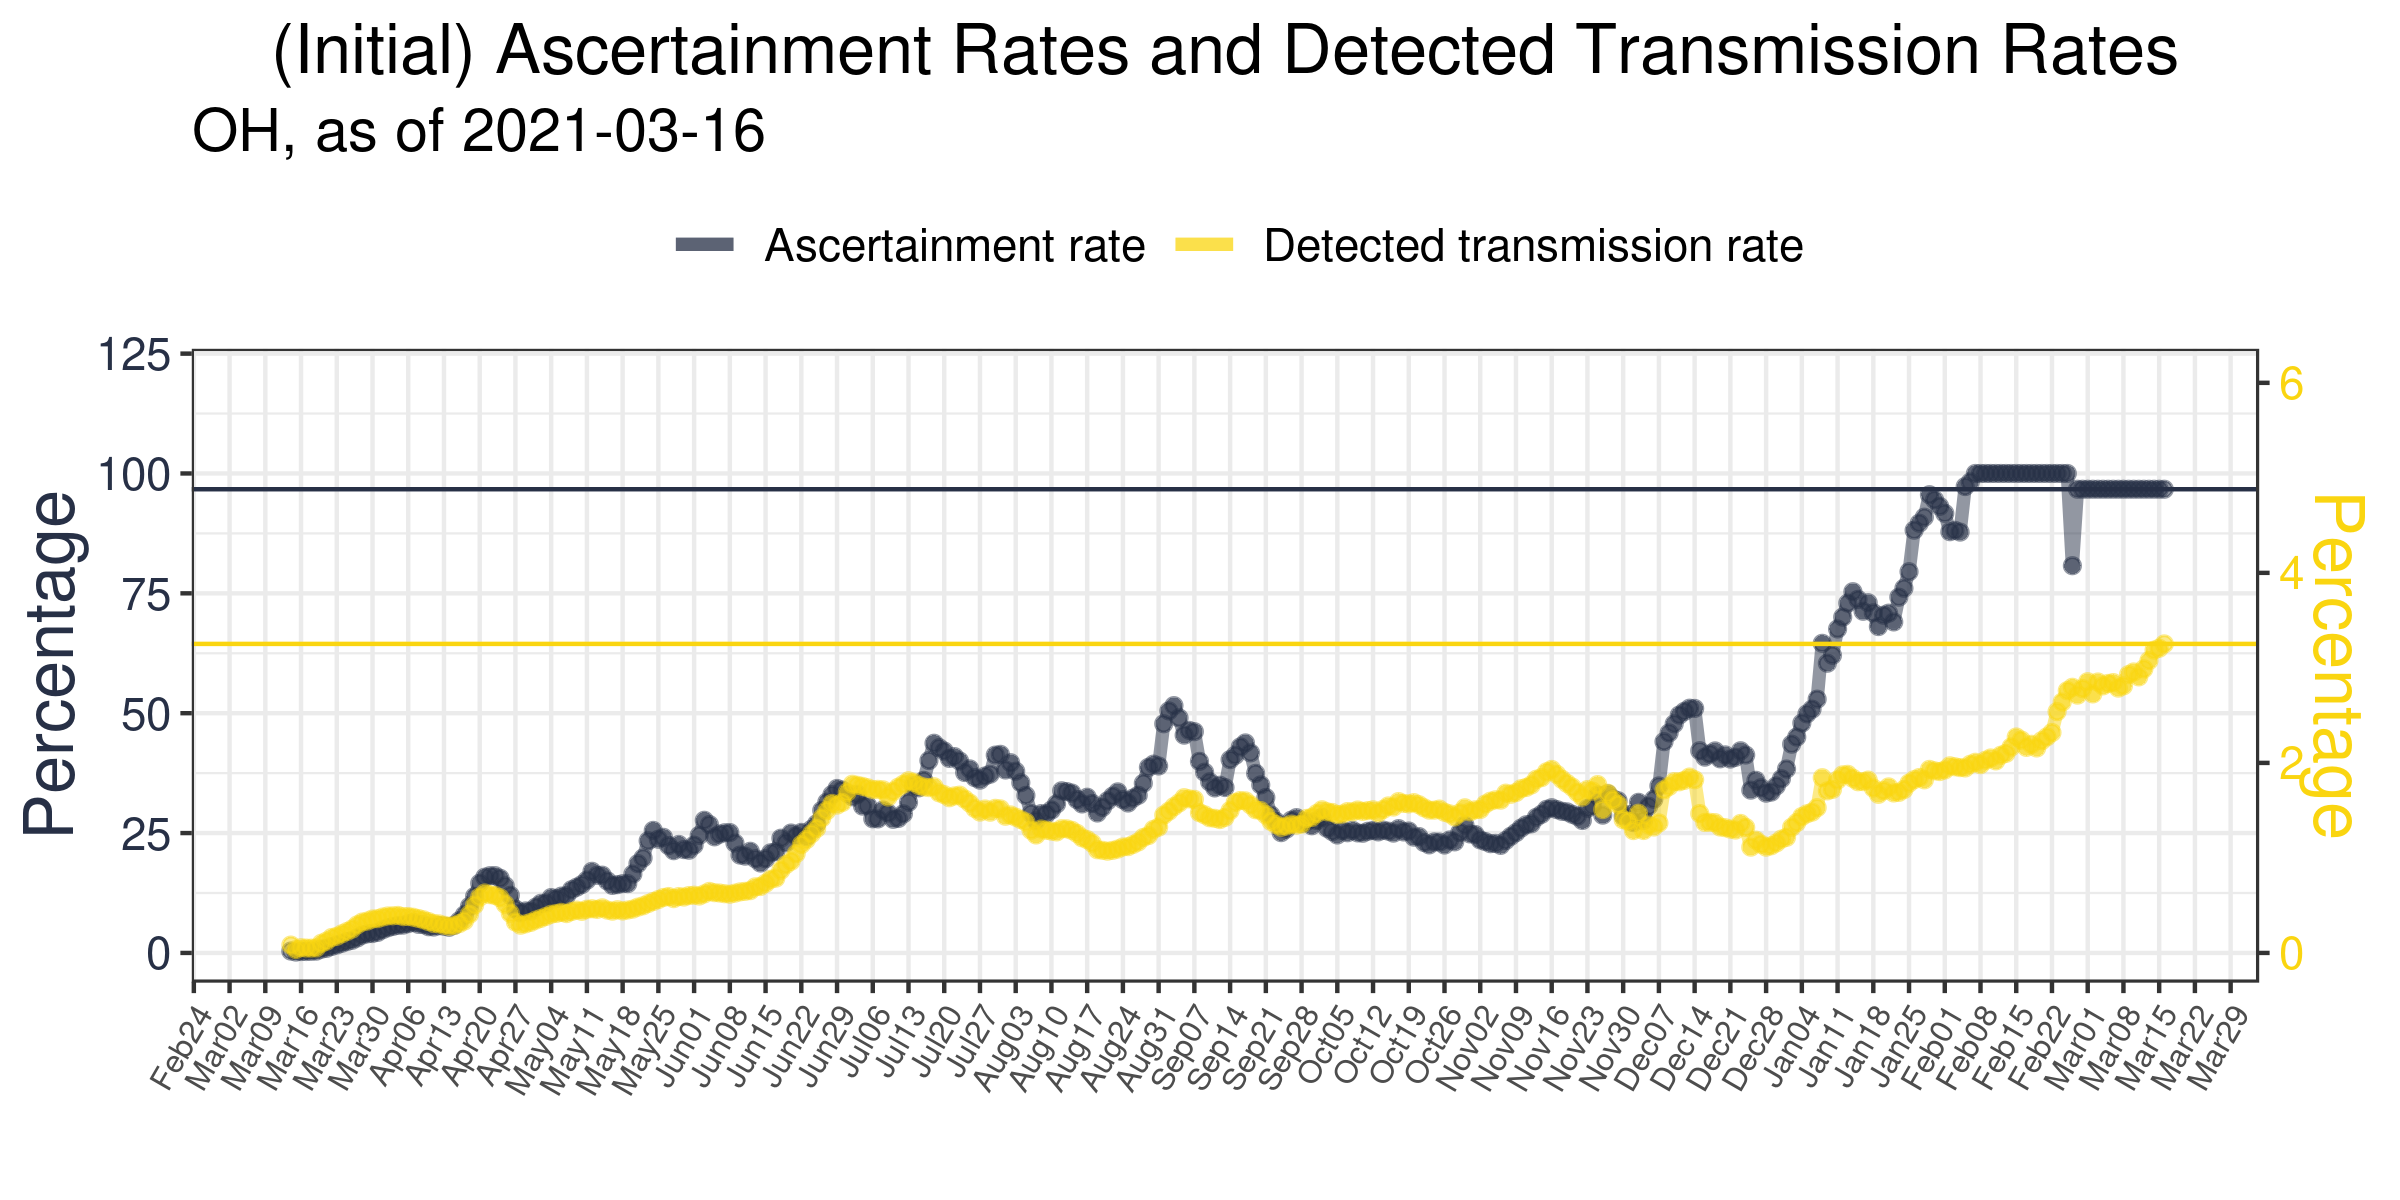 (Initial) Ascertainment Rates and Detected Transmission Rates
OH, as of 2021-03-16
Ascertainment rate
Detected transmission rate
125
100
75
50
25
0
Percentage
6
4
2
0
Percentage
Feb24
Mar02
Mar09
Mar16
Mar23
Mar30
Apr06
Apr13
Apr20
Apr27
May04
May11
May18
May25
Jun01
Jun08
Jun15
Jun22
Jun29
Jul06
Jul13
Jul20
Jul27
Aug03
Aug10
Aug17
Aug24
Aug31
Sep07
Sep14
Sep21
Sep28
Oct05
Oct12
Oct19
Oct26
Nov02
Nov09
Nov16
Nov23
Nov30
Dec07
Dec14
Dec21
Dec28
Jan04
Jan11
Jan18
Jan25
Feb01
Feb08
Feb15
Feb22
Mar01
Mar08
Mar15
Mar22
Mar29